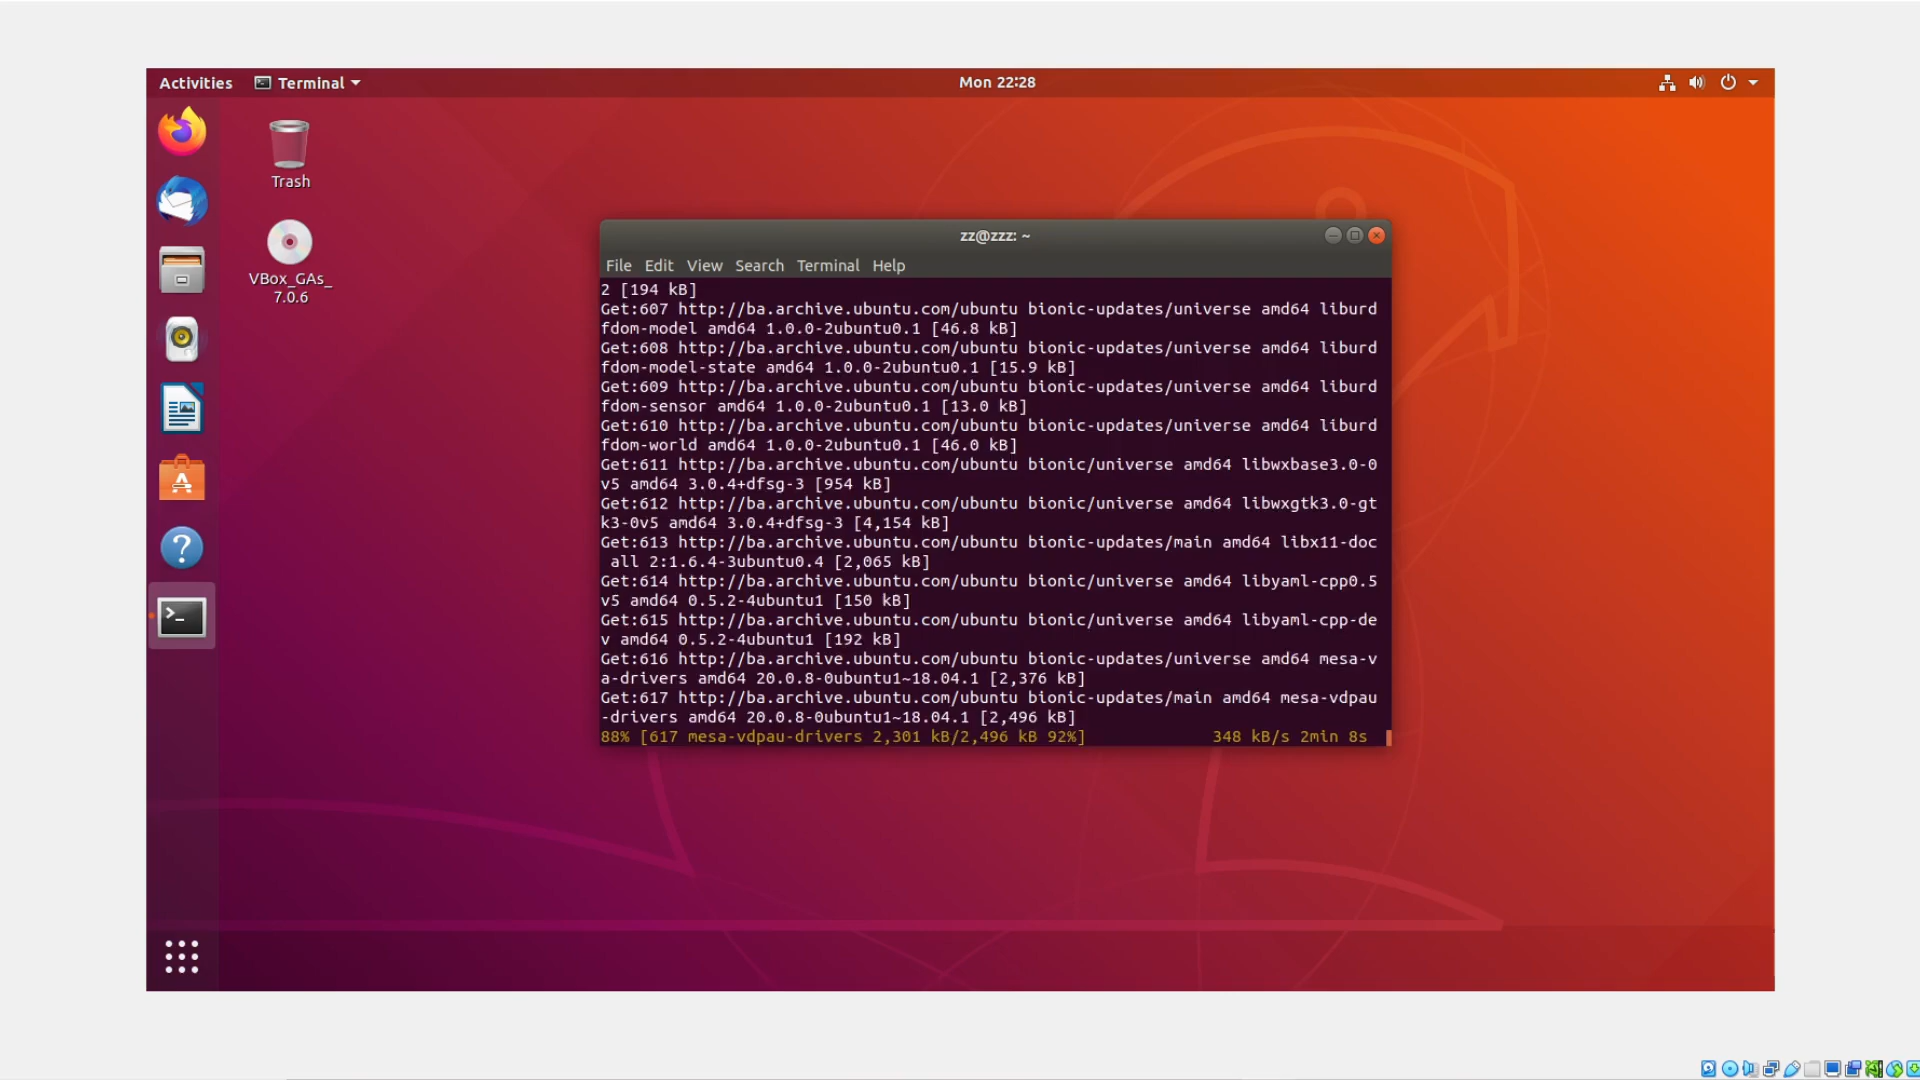 Activities Terminal Mon 22:28
Trash
VBox_GAs_
7.0.6
zz@zzz: ~
File Edit View Search Terminal Help
2 [194 kB]
Get:607 http://ba.archive.ubuntu.com/ubuntu bionic-updates/universe amd64 liburd
fdom-model amd64 1.0.0-2ubuntu0.1 [46.8 kB]
Get:608 http://ba.archive.ubuntu.com/ubuntu bionic-updates/universe amd64 liburd
fdom-model-state amd64 1.0.0-2ubuntu0.1 [15.9 kB]
Get:609 http://ba.archive.ubuntu.com/ubuntu bionic-updates/universe amd64 liburd
fdom-sensor amd64 1.0.0-2ubuntu0.1 [13.0 kB]
Get:610 http://ba.archive.ubuntu.com/ubuntu bionic-updates/universe amd64 liburd
fdom-world amd64 1.0.0-2ubuntu0.1 [46.0 kB]
Get:611 http://ba.archive.ubuntu.com/ubuntu bionic/universe amd64 libwxbase3.0-0
v5 amd64 3.0.4+dfsg-3 [954 kB]
Get:612 http://ba.archive.ubuntu.com/ubuntu bionic/universe amd64 libwxgtk3.0-gt
k3-0v5 amd64 3.0.4+dfsg-3 [4,154 kB]
Get:613 http://ba.archive.ubuntu.com/ubuntu bionic-updates/main amd64 libx11-doc
 all 2:1.6.4-3ubuntu0.4 [2,065 kB]
Get:614 http://ba.archive.ubuntu.com/ubuntu bionic/universe amd64 libyaml-cpp0.5
v5 amd64 0.5.2-4ubuntu1 [150 kB]
Get:615 http://ba.archive.ubuntu.com/ubuntu bionic/universe amd64 libyaml-cpp-de
v amd64 0.5.2-4ubuntu1 [192 kB]
Get:616 http://ba.archive.ubuntu.com/ubuntu bionic-updates/universe amd64 mesa-v
a-drivers amd64 20.0.8-0ubuntu1~18.04.1 [2,376 kB]
Get:617 http://ba.archive.ubuntu.com/ubuntu bionic-updates/main amd64 mesa-vdpau
-drivers amd64 20.0.8-0ubuntu1~18.04.1 [2,496 kB]
88% [617 mesa-vdpau-drivers 2,301 kB/2,496 kB 92%] 348 kB/s 2min 8s